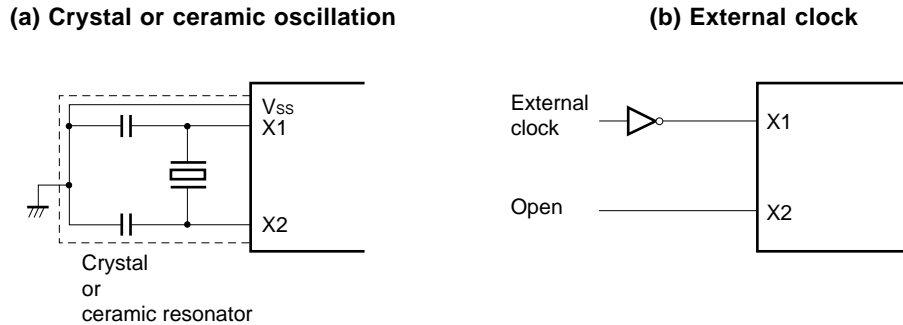 (a) Crystal or ceramic oscillation
VSS
X1
X2
Crystal
or
ceramic resonator
(b) External clock
External
clock
X1
Open
X2